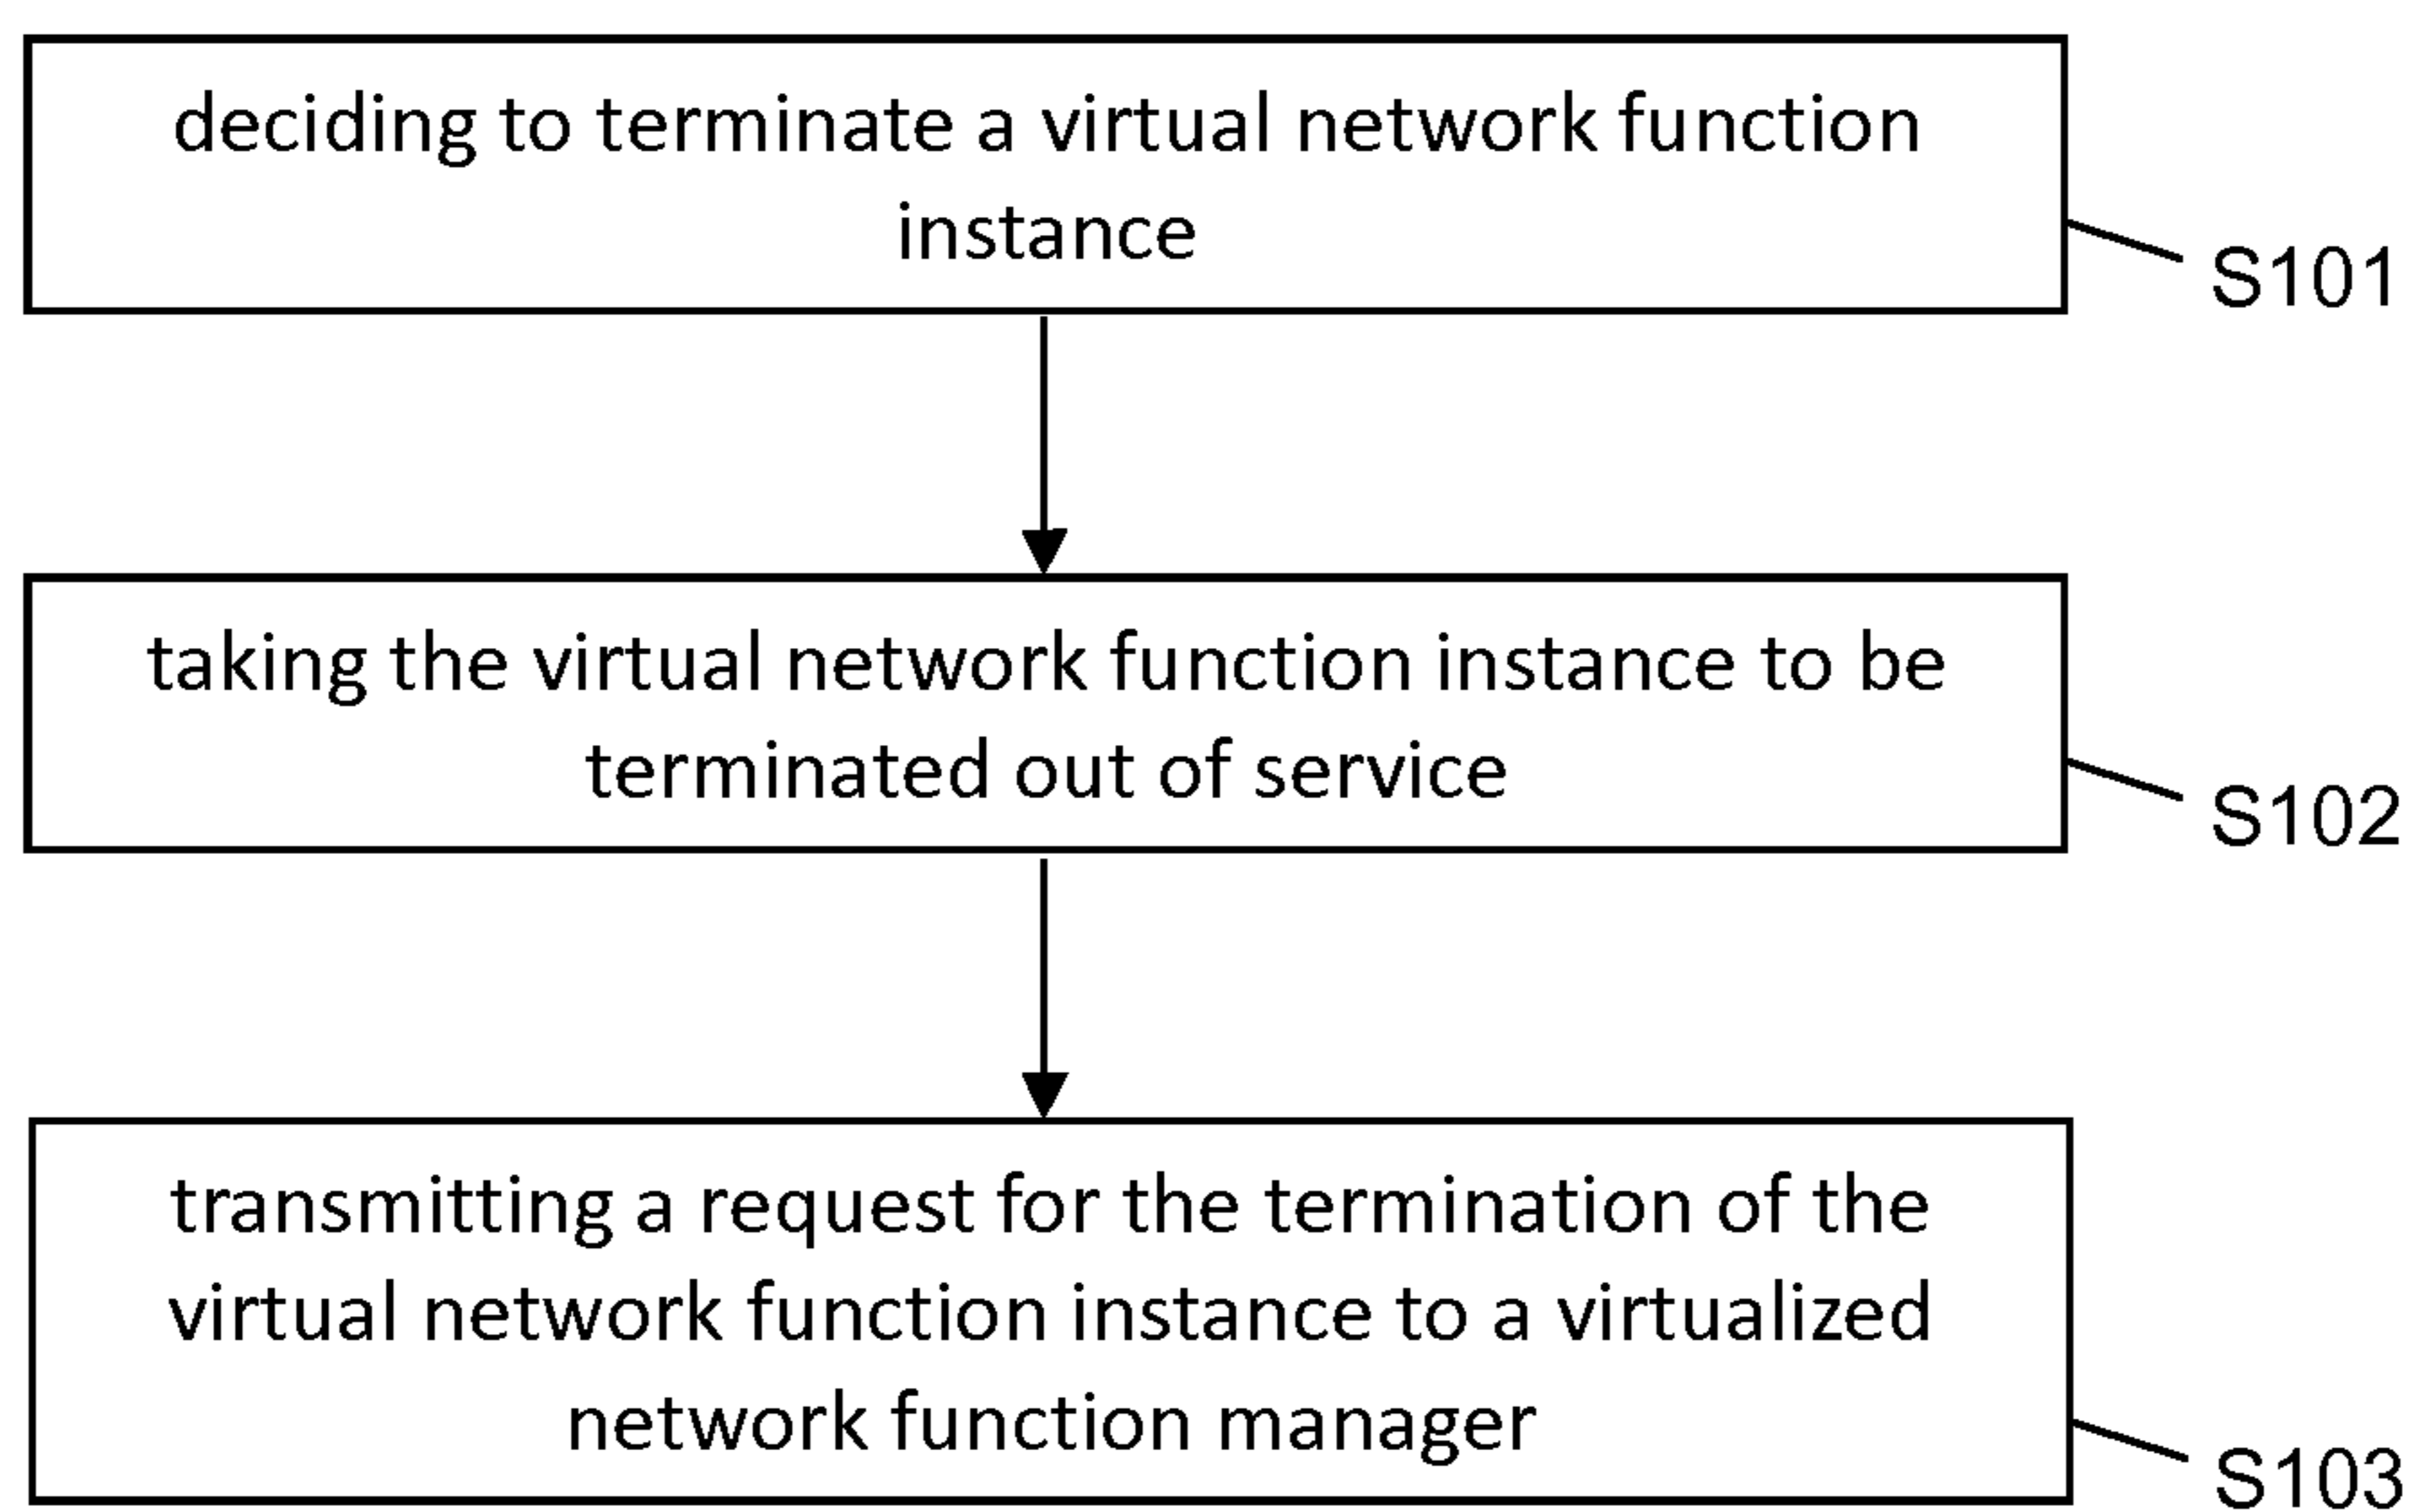 deciding to terminate a virtual network function
instance
S101
taking the virtual network function instance to be
terminated out of service
S102
transmitting a request for the termination of the
virtual network function instance to a virtualized
network function manager
S103